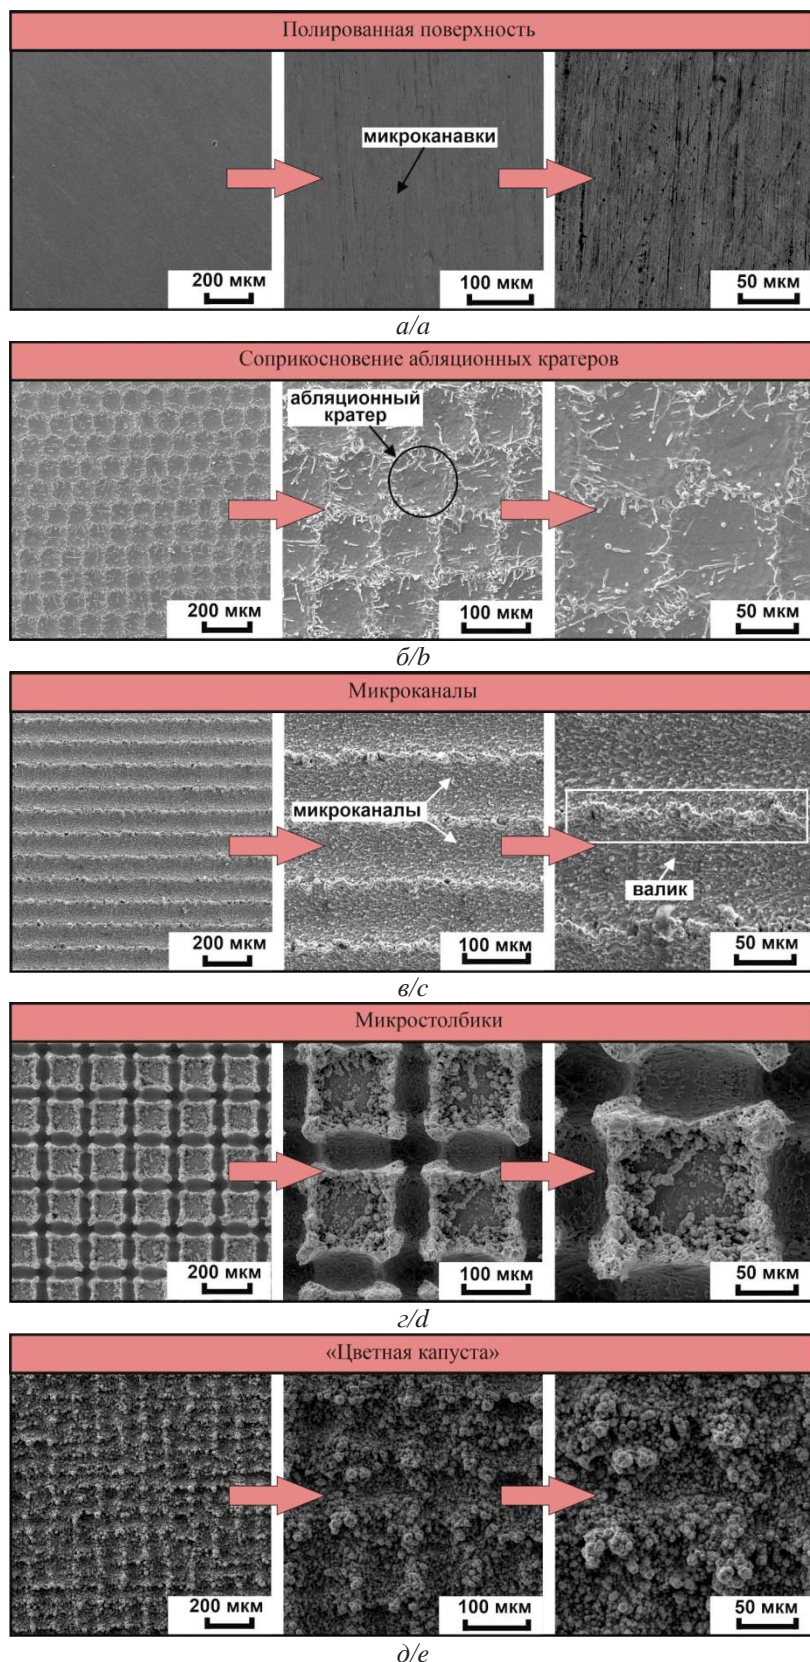 Полированная поверхность
микроканавки
200 мкм
100 мкм
50 мкм
а/a
Соприкосновение абляционных кратеров
абляционный
кратер
200 мкм
100 мкм
50 мкм
б/b
Микроканалы
микроканалы
валик
200 мкм
100 мкм
50 мкм
в/c
Микростолбики
200 мкм
100 мкм
50 мкм
г/d
«Цветная капуста»
200 мкм
100 мкм
50 мкм
д/e